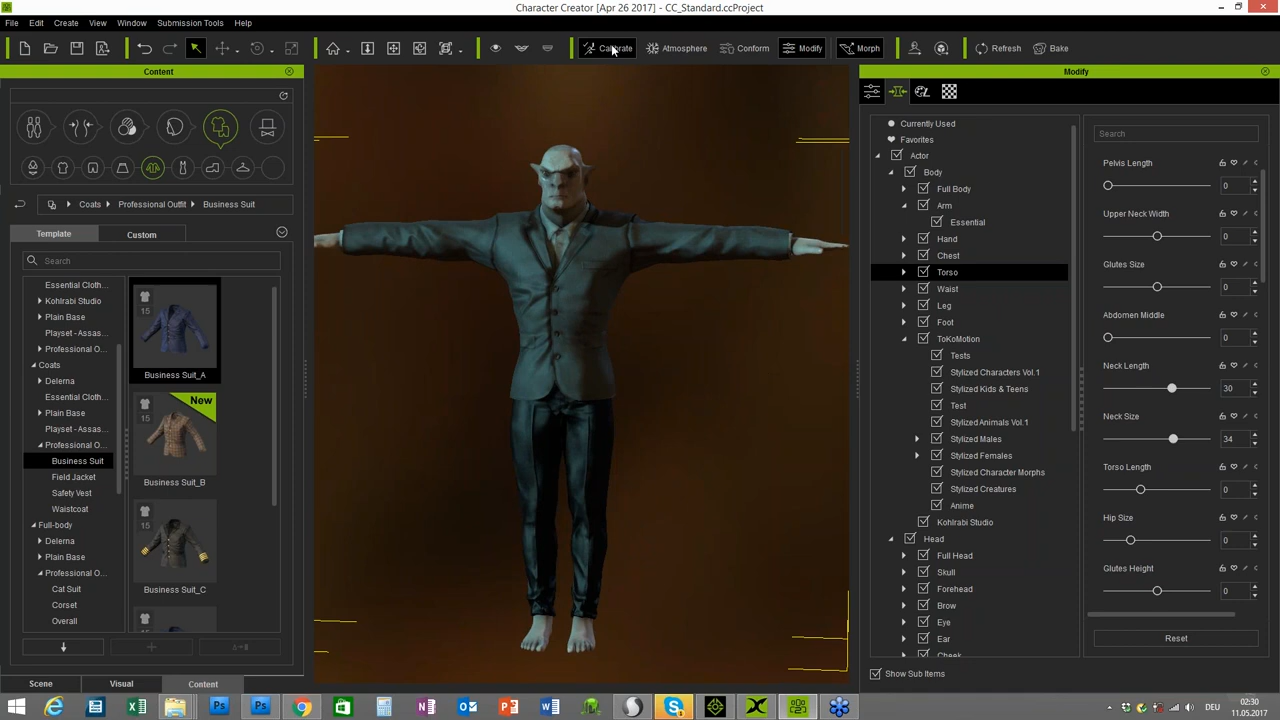 Character Creator [Apr 26 2017] - CC_Standard.ccProject
File Edit Create View Window Submission Tools Help
Calibrate Atmosphere Conform Modify Morph Refresh Bake
Content
Coats Professional Outfit Business Suit
Template Custom
Search
Essential Cloth...
Kohlrabi Studio
Plain Base
Playset - Assas...
Professional O...
Coats
Delerna
Essential Cloth...
Plain Base
Playset - Assas...
Professional O...
Business Suit
Field Jacket
Safety Vest
Waistcoat
Full-body
Delerna
Plain Base
Professional O...
Cat Suit
Corset
Overall
15
Business Suit_A
New
15
Business Suit_B
15
Business Suit_C
15
Scene Visual Content
Modify
Currently Used
Favorites
Actor
Body
Full Body
Arm
Essential
Hand
Chest
Torso
Waist
Leg
Foot
ToKoMotion
Tests
Stylized Characters Vol.1
Stylized Kids & Teens
Test
Stylized Animals Vol.1
Stylized Males
Stylized Females
Stylized Character Morphs
Stylized Creatures
Anime
Kohlrabi Studio
Head
Full Head
Skull
Forehead
Brow
Eye
Ear
Cheek
Show Sub Items
Search
Pelvis Length
0
Upper Neck Width
0
Glutes Size
0
Abdomen Middle
0
Neck Length
30
Neck Size
34
Torso Length
0
Hip Size
0
Glutes Height
0
Reset
DEU
02:30
11.05.2017